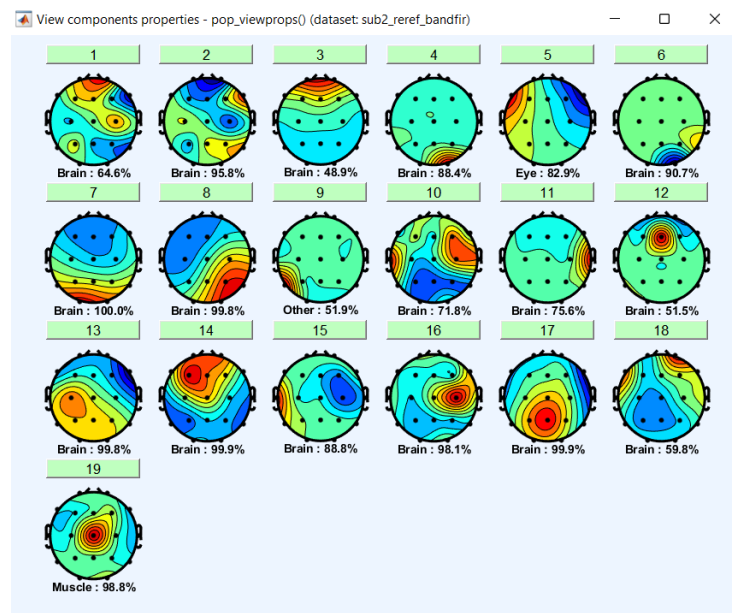 View components properties - pop_viewprops() (dataset: sub2_reref_bandfir)
1 2 3 4 5 6
Brain : 64.6% Brain : 95.8% Brain : 48.9% Brain : 88.4% Eye : 82.9% Brain : 90.7%
7 8 9 10 11 12
Brain : 100.0% Brain : 99.8% Other : 51.9% Brain : 71.8% Brain : 75.6% Brain : 51.5%
13 14 15 16 17 18
Brain : 99.8% Brain : 99.9% Brain : 88.8% Brain : 98.1% Brain : 99.9% Brain : 59.8%
19
Muscle : 98.8%